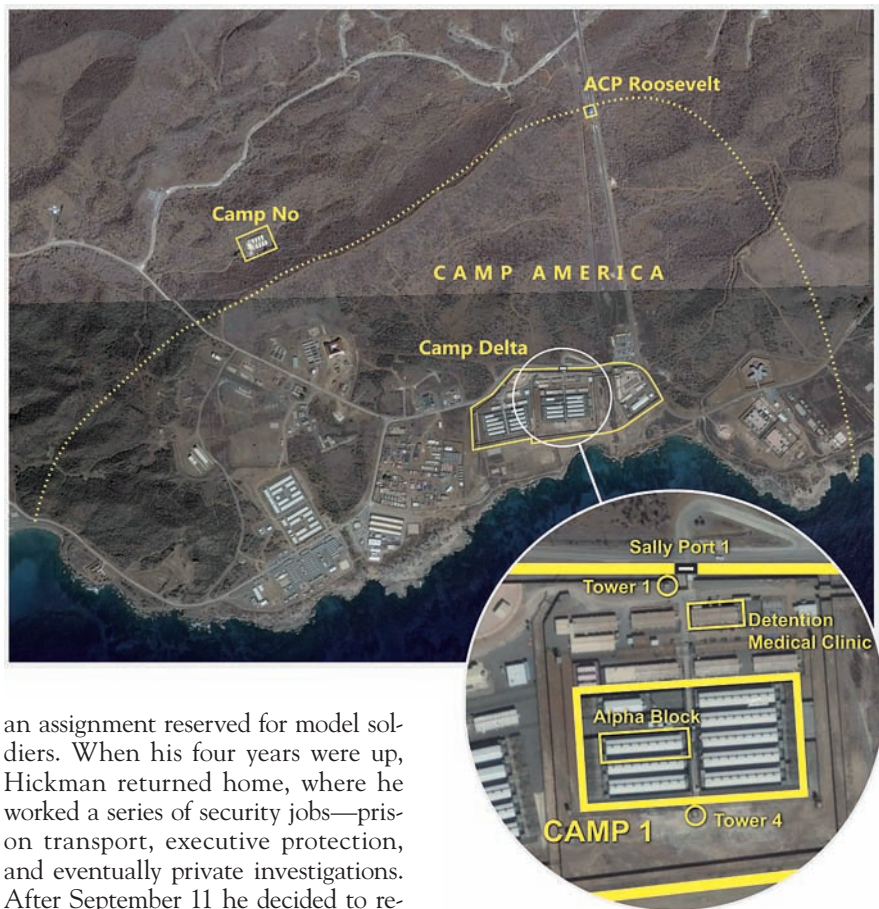 ACP Roosevelt
Camp No
CAMP AMERICA
Camp Delta
Sally Port 1
Tower 1
Detention
Medical Clinic
Alpha Block
Tower 4
CAMP 1
an assignment reserved for model sol-
diers. When his four years were up,
Hickman returned home, where he
worked a series of security jobs—pris-
on transport, executive protection,
and eventually private investigations.
After September 11 he decided to re-